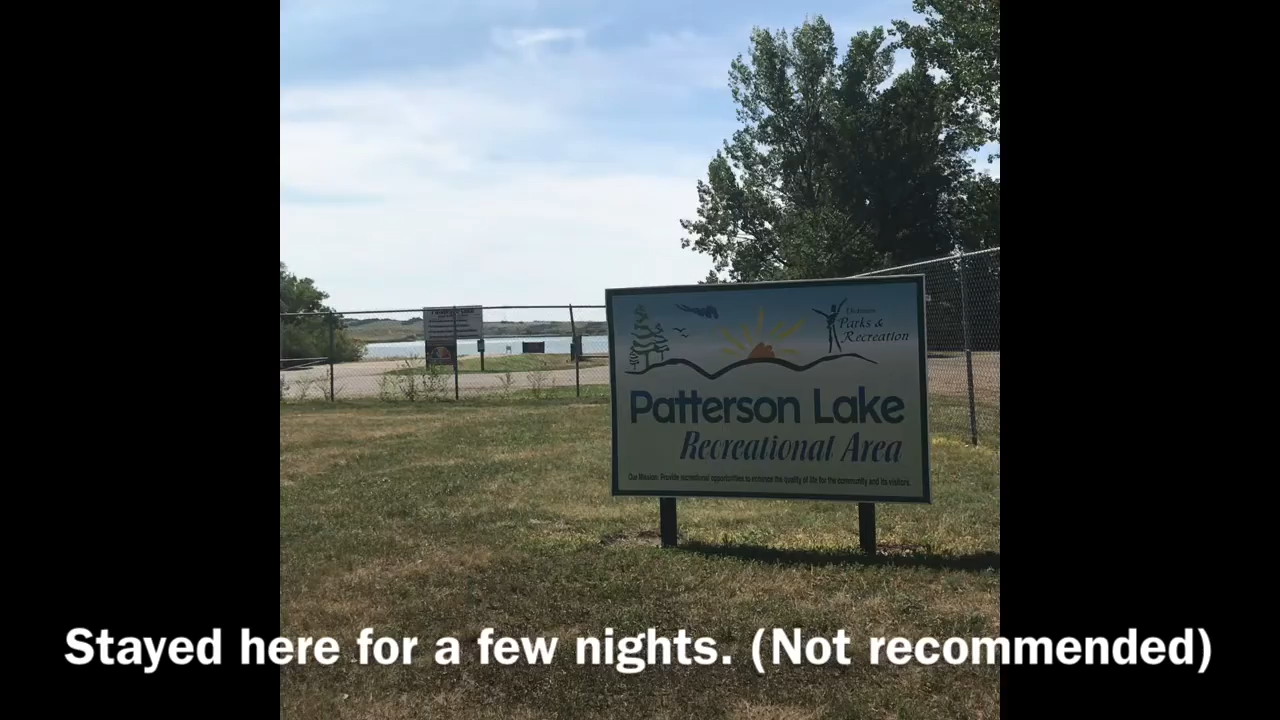 Dickinson
Parks &
Recreation
Patterson Lake
Recreational Area
Our Mission: Provide recreational opportunities to enhance the quality of life for the community and its visitors.
Stayed here for a few nights. (Not recommended)